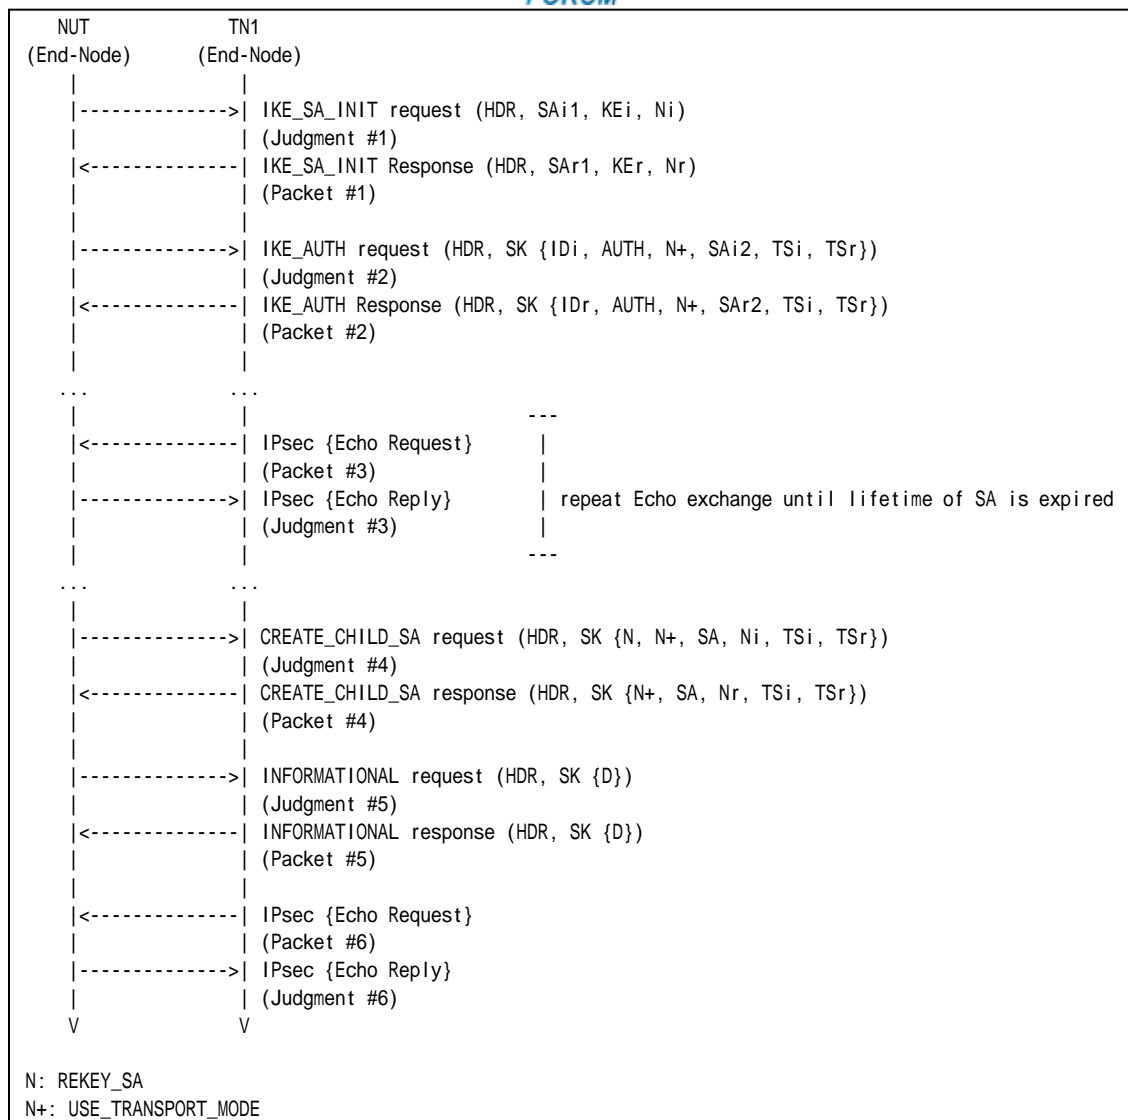 FORUM
NUT TN1
(End-Node) (End-Node)
| |
|-------------->| IKE_SA_INIT request (HDR, SAi1, KEi, Ni)
| | (Judgment #1)
|<--------------| IKE_SA_INIT Response (HDR, SAr1, KEr, Nr)
| | (Packet #1)
| |
|-------------->| IKE_AUTH request (HDR, SK {IDi, AUTH, N+, SAi2, TSi, TSr})
| | (Judgment #2)
|<--------------| IKE_AUTH Response (HDR, SK {IDr, AUTH, N+, SAr2, TSi, TSr})
| | (Packet #2)
| |
... ...
| | ---
|<--------------| IPsec {Echo Request} |
| | (Packet #3) |
|-------------->| IPsec {Echo Reply} | repeat Echo exchange until lifetime of SA is expired
| | (Judgment #3) |
| | ---
... ...
| |
|-------------->| CREATE_CHILD_SA request (HDR, SK {N, N+, SA, Ni, TSi, TSr})
| | (Judgment #4)
|<--------------| CREATE_CHILD_SA response (HDR, SK {N+, SA, Nr, TSi, TSr})
| | (Packet #4)
| |
|-------------->| INFORMATIONAL request (HDR, SK {D})
| | (Judgment #5)
|<--------------| INFORMATIONAL response (HDR, SK {D})
| | (Packet #5)
| |
|<--------------| IPsec {Echo Request}
| | (Packet #6)
|-------------->| IPsec {Echo Reply}
| | (Judgment #6)
V V
N: REKEY_SA
N+: USE_TRANSPORT_MODE